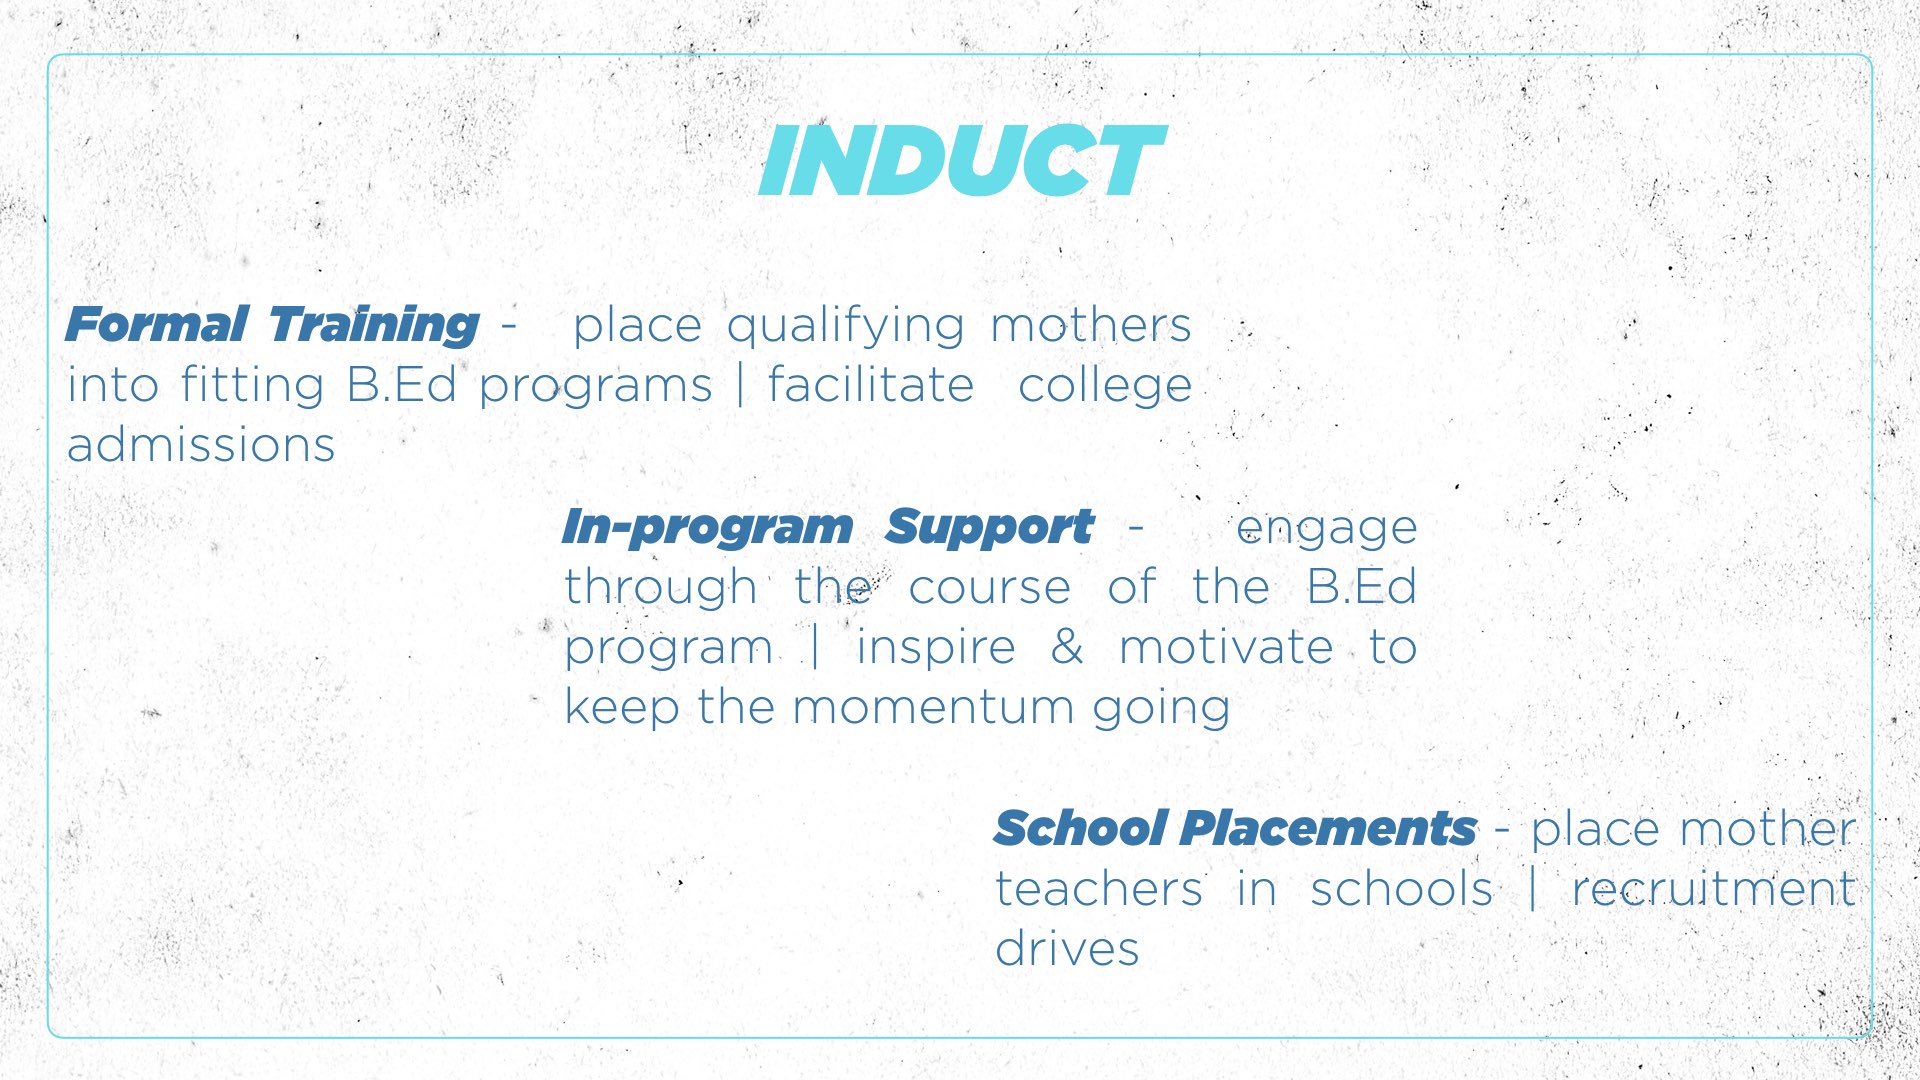 INDUCT
Formal Training - place qualifying mothers
into fitting B.Ed programs | facilitate college
admissions
In-program Support - engage
through the course of the B.Ed
program | inspire & motivate to
keep the momentum going
School Placements - place mother
teachers in schools | recruitment
drives